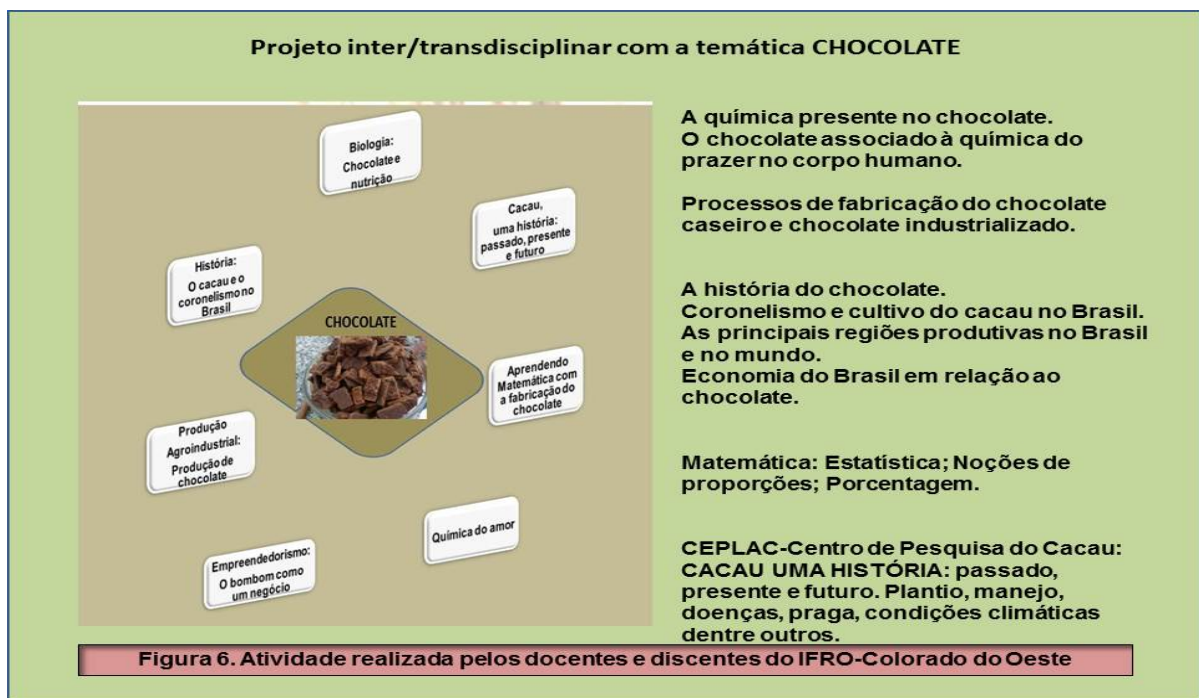 Projeto inter/transdisciplinar com a temática CHOCOLATE
Biologia:
Chocolate e
nutrição
Cacau,
uma história:
passado, presente
e futuro
História:
O cacau e o
coronelismo no
Brasil
CHOCOLATE
Aprendendo
Matemática com
a fabricação do
chocolate
Produção
Agroindustrial:
Produção de
chocolate
Química do amor
Empreendedorismo:
O bombom como
um negócio
A química presente no chocolate.
O chocolate associado à química do
prazer no corpo humano.
Processos de fabricação do chocolate
caseiro e chocolate industrializado.
A história do chocolate.
Coronelismo e cultivo do cacau no Brasil.
As principais regiões produtivas no Brasil
e no mundo.
Economia do Brasil em relação ao
chocolate.
Matemática: Estatística; Noções de
proporções; Porcentagem.
CEPLAC-Centro de Pesquisa do Cacau:
CACAU UMA HISTÓRIA: passado,
presente e futuro. Plantio, manejo,
doenças, praga, condições climáticas
dentre outros.
Figura 6. Atividade realizada pelos docentes e discentes do IFRO-Colorado do Oeste